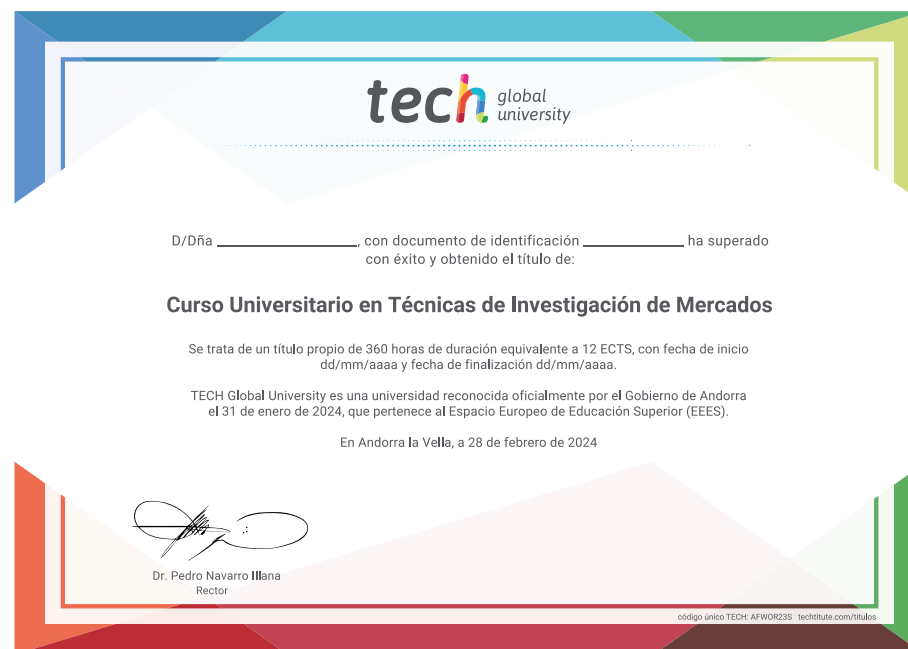 tech global
university
D/Dña ______________, con documento de identificación __________ ha superado
con éxito y obtenido el título de:
Curso Universitario en Técnicas de Investigación de Mercados
Se trata de un título propio de 360 horas de duración equivalente a 12 ECTS, con fecha de inicio
dd/mm/aaaa y fecha de finalización dd/mm/aaaa.
TECH Global University es una universidad reconocida oficialmente por el Gobierno de Andorra
el 31 de enero de 2024, que pertenece al Espacio Europeo de Educación Superior (EEES).
En Andorra la Vella, a 28 de febrero de 2024
Dr. Pedro Navarro Illana
Rector
código único TECH: AFWOR23S techtitute.com/titulos